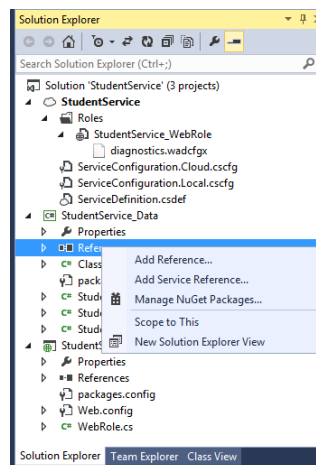 Solution Explorer
Search Solution Explorer (Ctrl+;)
Solution 'StudentService' (3 projects)
StudentService
Roles
StudentService_WebRole
diagnostics.wadcfgx
ServiceConfiguration.Cloud.cscfg
ServiceConfiguration.Local.cscfg
ServiceDefinition.csdef
C# StudentService_Data
Properties
Refer
Add Reference...
C# Class
Add Service Reference...
pack
Manage NuGet Packages...
C# Stud
C# Stud
Scope to This
C# Stud
New Solution Explorer View
StudentS
Properties
References
packages.config
Web.config
C# WebRole.cs
Solution Explorer Team Explorer Class View